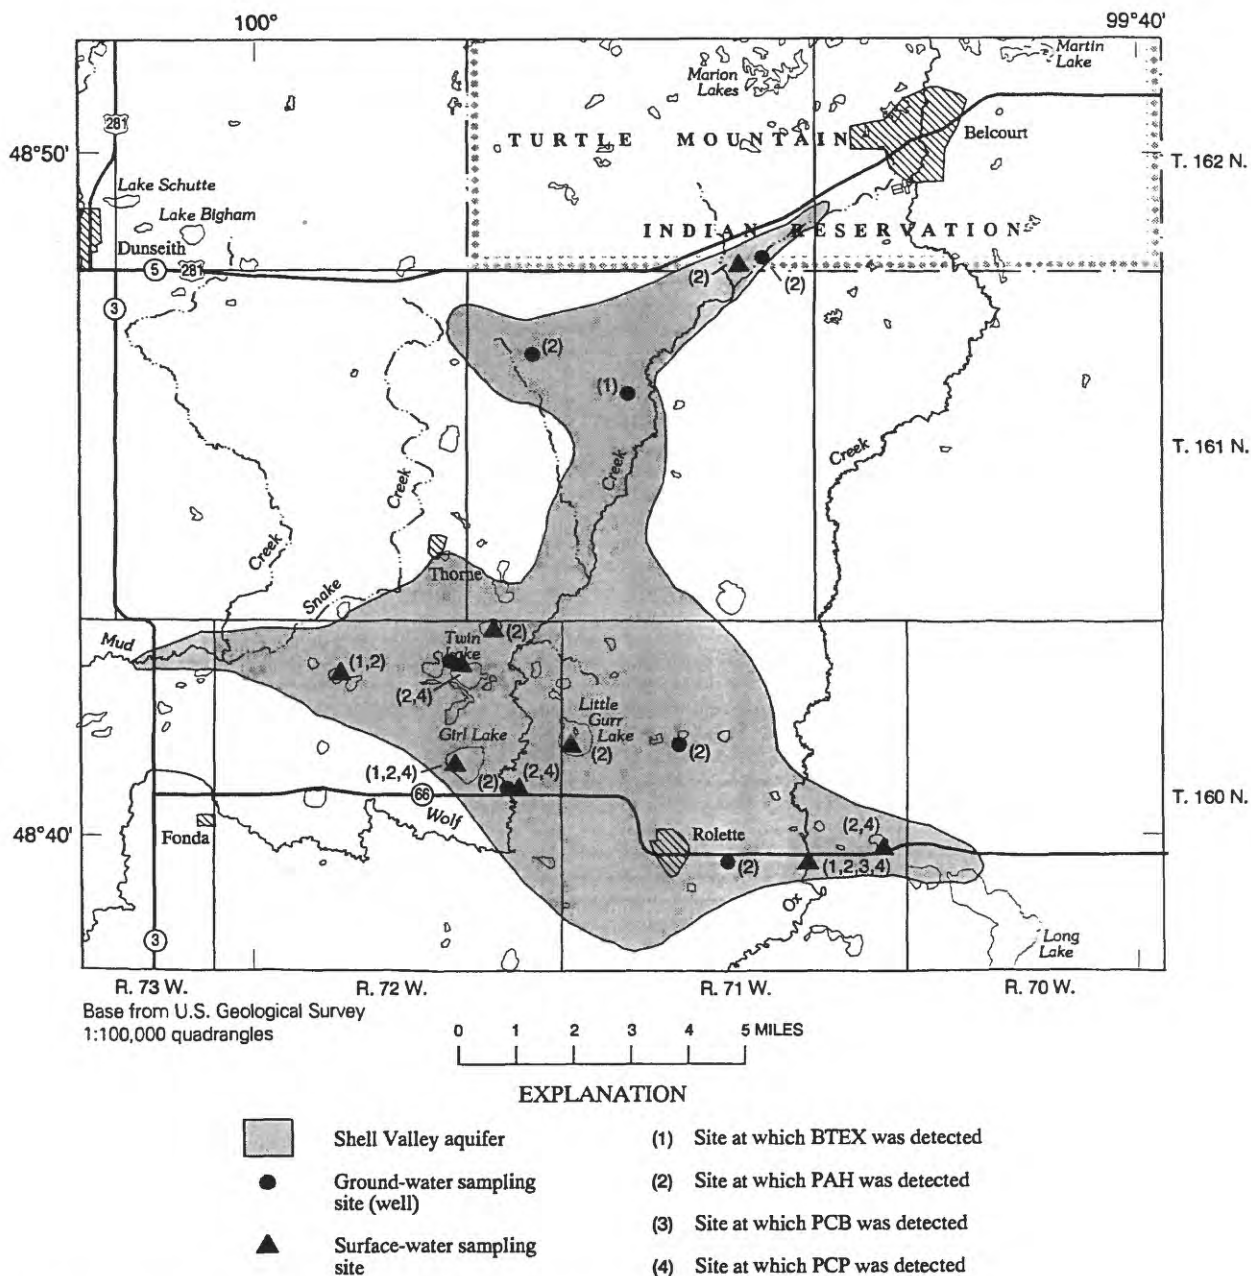 100°
99°40'
Marion
Lakes
Martin
Lake
281
TURTLE MOUNTAIN
Belcourt
48°50'
T. 162 N.
Lake Schutte
Lake Bigham
Dunseith
INDIAN RESERVATION
5
281
(2)
(2)
3
(2)
(1)
T. 161 N.
Creek
Creek
Creek
Creek
Thorne
Snake
Mud
Twin
Lake
(2)
(1,2)
(2,4)
Little
Gurr
Lake
Girl Lake
(2)
(2)
(1,2,4)
(2)
(2,4)
66
T. 160 N.
Wolf
48°40'
Fonda
Rolette
(2,4)
(2)
(1,2,3,4)
Ox
3
Long
Lake
R. 73 W.
R. 72 W.
R. 71 W.
R. 70 W.
Base from U.S. Geological Survey
1:100,000 quadrangles
0 1 2 3 4 5 MILES
EXPLANATION
Shell Valley aquifer
Ground-water sampling
site (well)
Surface-water sampling
site
(1) Site at which BTEX was detected
(2) Site at which PAH was detected
(3) Site at which PCB was detected
(4) Site at which PCP was detected